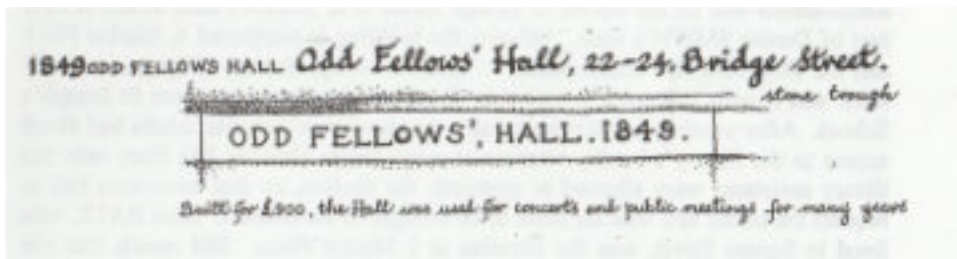 1849 ODD FELLOWS HALL Odd Fellows' Hall, 22-24, Bridge Street.
stone trough
ODD FELLOWS', HALL. 1849.
Built for £900, the Hall was used for concerts and public meetings for many years